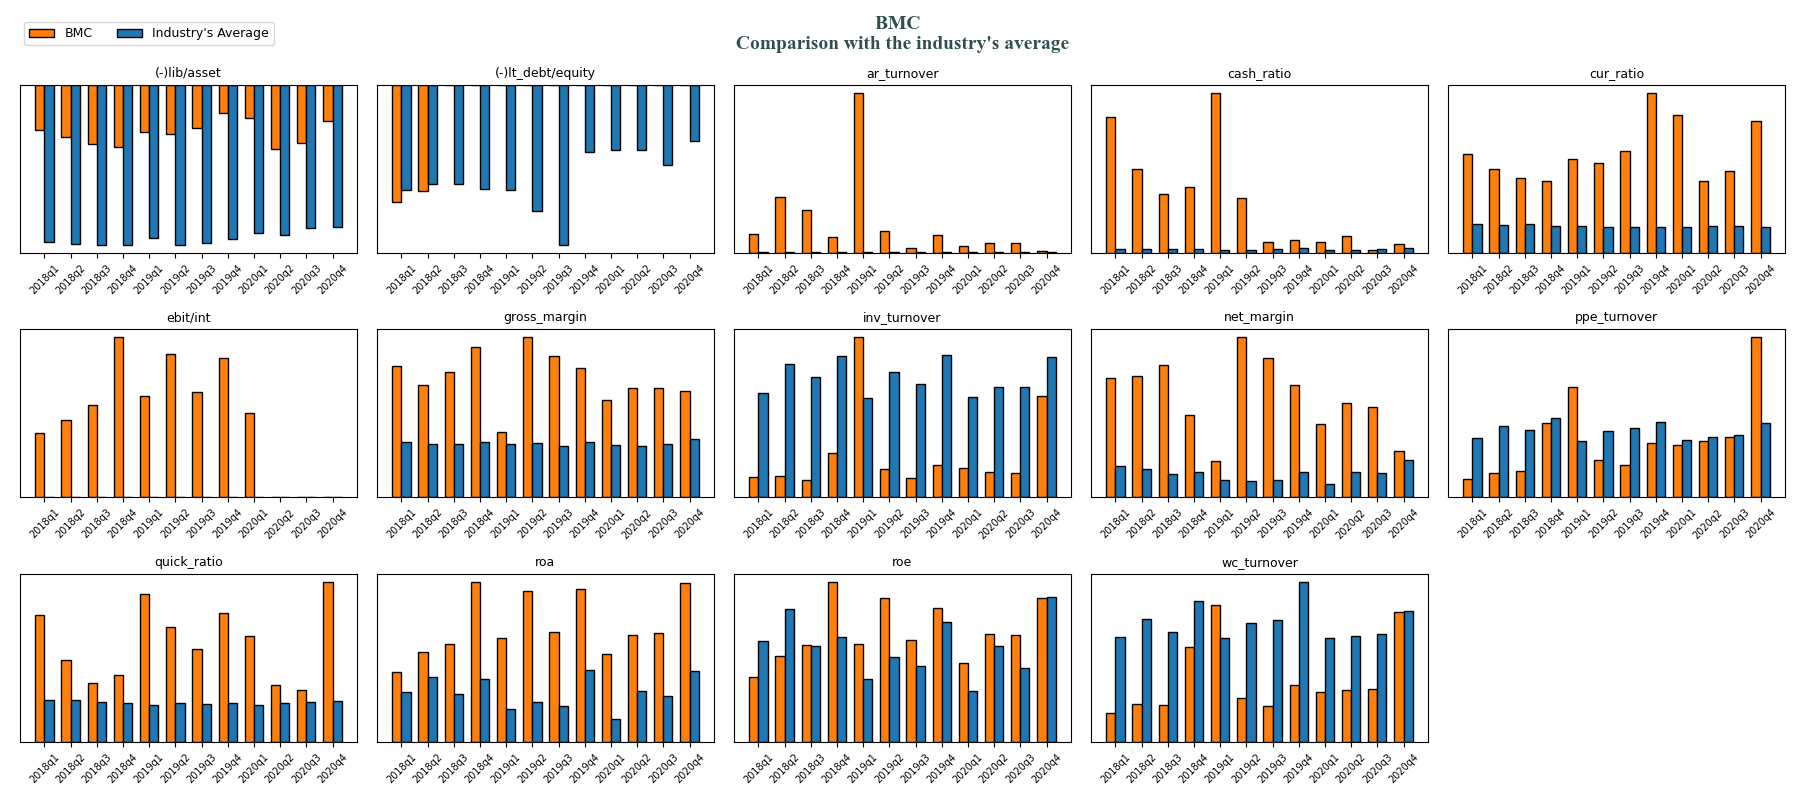 BMC
Comparison with the industry's average
BMC Industry's Average
(-)lib/asset
2018q1 2018q2 2018q3 2018q4 2019q1 2019q2 2019q3 2019q4 2020q1 2020q2 2020q3 2020q4
(-)lt_debt/equity
2018q1 2018q2 2018q3 2018q4 2019q1 2019q2 2019q3 2019q4 2020q1 2020q2 2020q3 2020q4
ar_turnover
2018q1 2018q2 2018q3 2018q4 2019q1 2019q2 2019q3 2019q4 2020q1 2020q2 2020q3 2020q4
cash_ratio
2018q1 2018q2 2018q3 2018q4 2019q1 2019q2 2019q3 2019q4 2020q1 2020q2 2020q3 2020q4
cur_ratio
2018q1 2018q2 2018q3 2018q4 2019q1 2019q2 2019q3 2019q4 2020q1 2020q2 2020q3 2020q4
ebit/int
2018q1 2018q2 2018q3 2018q4 2019q1 2019q2 2019q3 2019q4 2020q1 2020q2 2020q3 2020q4
gross_margin
2018q1 2018q2 2018q3 2018q4 2019q1 2019q2 2019q3 2019q4 2020q1 2020q2 2020q3 2020q4
inv_turnover
2018q1 2018q2 2018q3 2018q4 2019q1 2019q2 2019q3 2019q4 2020q1 2020q2 2020q3 2020q4
net_margin
2018q1 2018q2 2018q3 2018q4 2019q1 2019q2 2019q3 2019q4 2020q1 2020q2 2020q3 2020q4
ppe_turnover
2018q1 2018q2 2018q3 2018q4 2019q1 2019q2 2019q3 2019q4 2020q1 2020q2 2020q3 2020q4
quick_ratio
2018q1 2018q2 2018q3 2018q4 2019q1 2019q2 2019q3 2019q4 2020q1 2020q2 2020q3 2020q4
roa
2018q1 2018q2 2018q3 2018q4 2019q1 2019q2 2019q3 2019q4 2020q1 2020q2 2020q3 2020q4
roe
2018q1 2018q2 2018q3 2018q4 2019q1 2019q2 2019q3 2019q4 2020q1 2020q2 2020q3 2020q4
wc_turnover
2018q1 2018q2 2018q3 2018q4 2019q1 2019q2 2019q3 2019q4 2020q1 2020q2 2020q3 2020q4